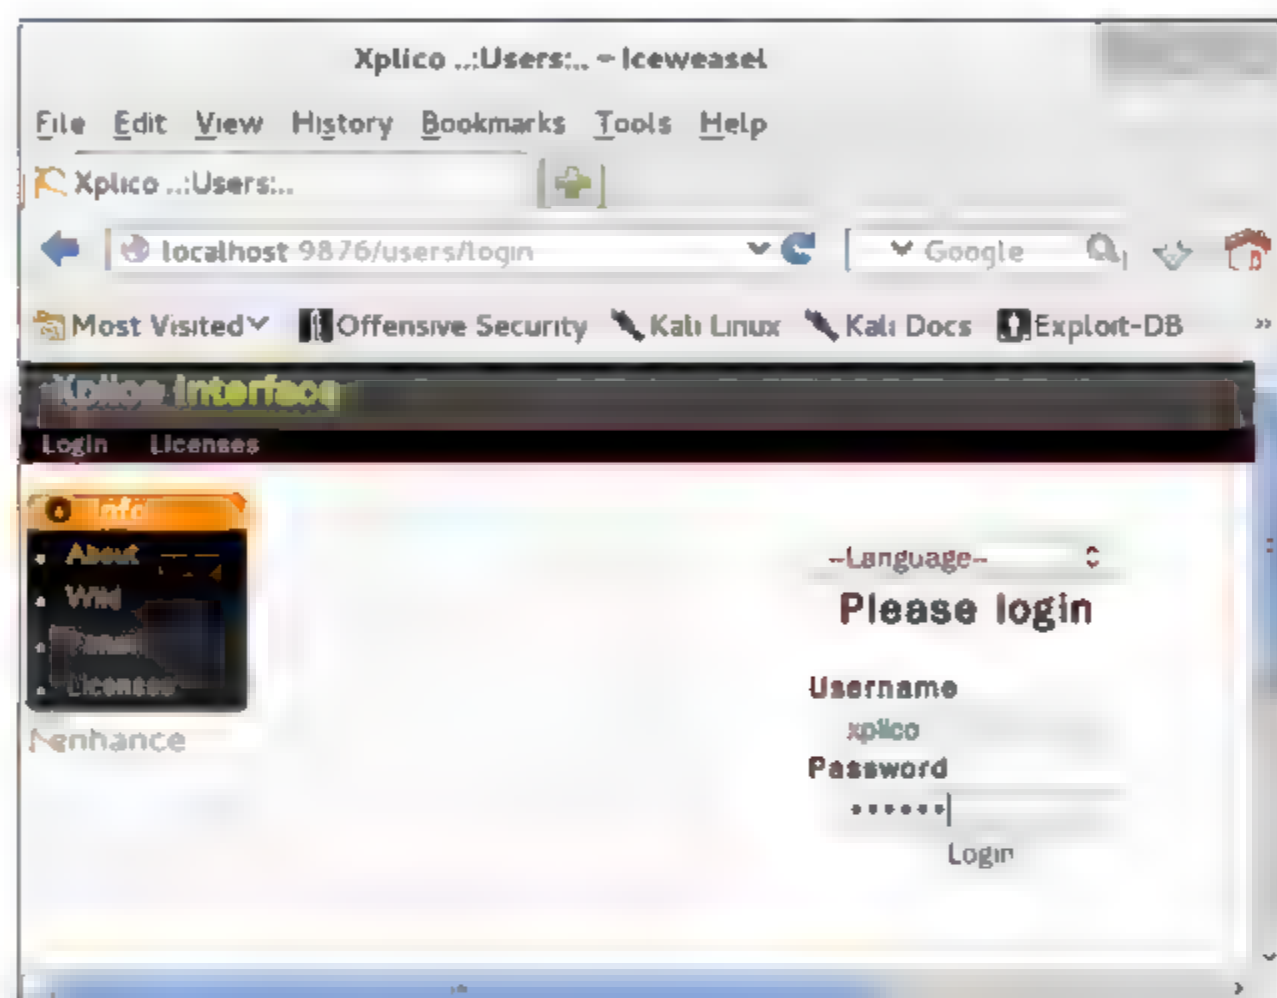 Xplico ..:Users:.. - Iceweasel
File Edit View History Bookmarks Tools Help
Xplico ..:Users:..
localhost 9876/users/login Google
Most Visited Offensive Security Kali Linux Kali Docs Exploit-DB »
Xplico Interface
Login Licenses
Info
About
Wiki
Licenses
enhance
--Language--
Please login
Username
xplico
Password
••••••
Login